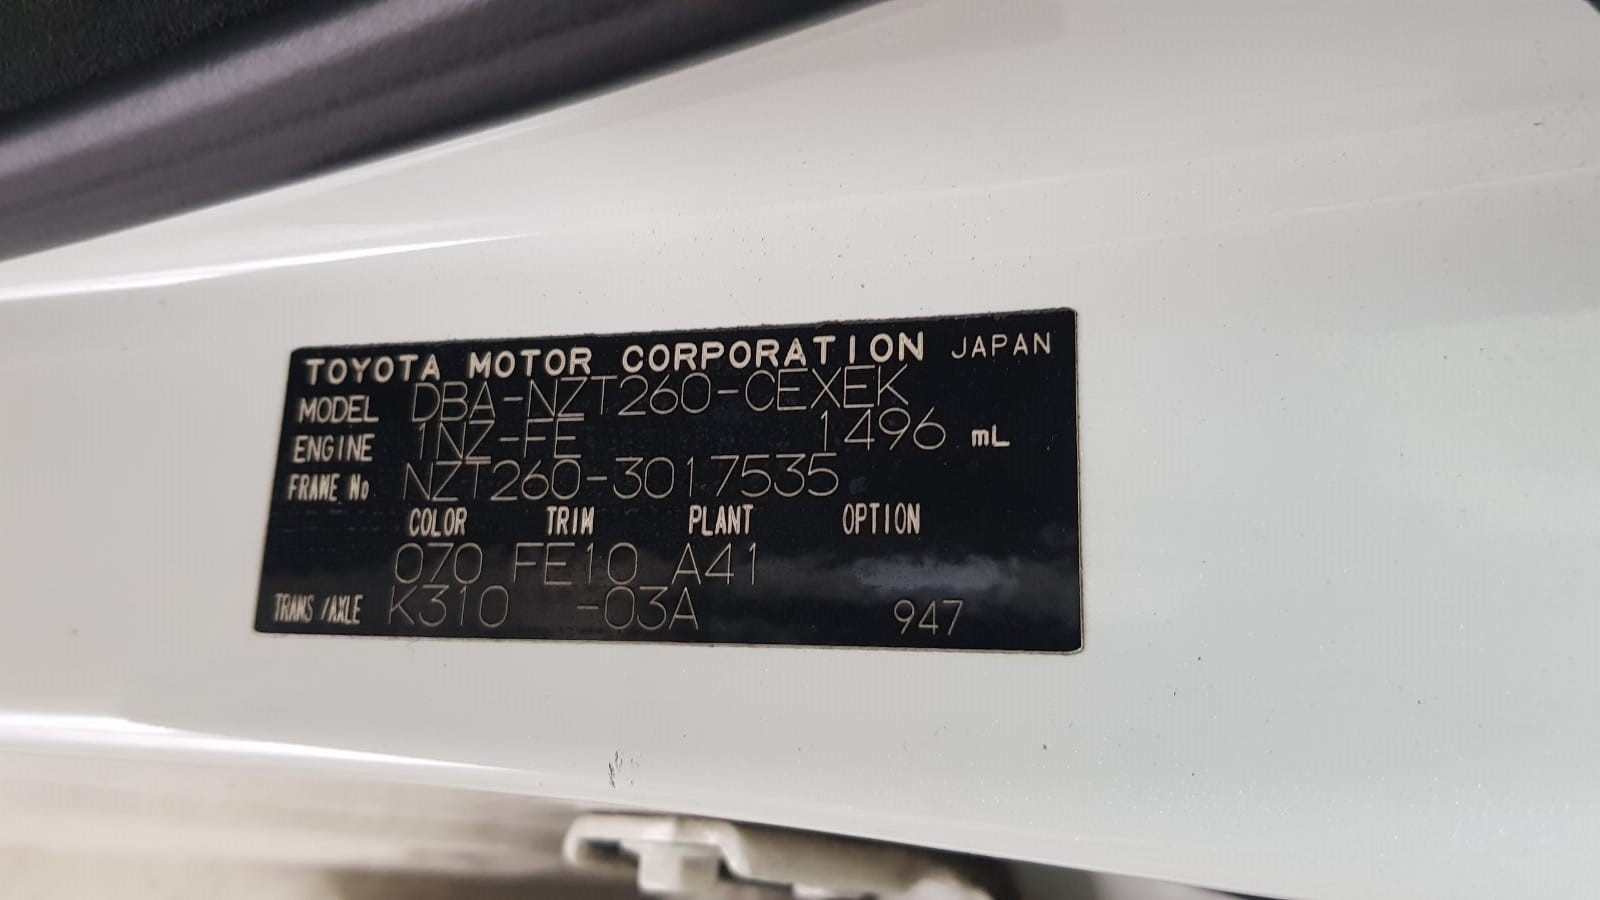 TOYOTA MOTOR CORPORATION JAPAN
MODEL DBA-NZT260-CEXEK
ENGINE 1NZ-FE 1496 mL
FRAME No NZT260-3017535
COLOR TRIM PLANT OPTION
070 FE10 A41
TRANS/AXLE K310 -03A 947